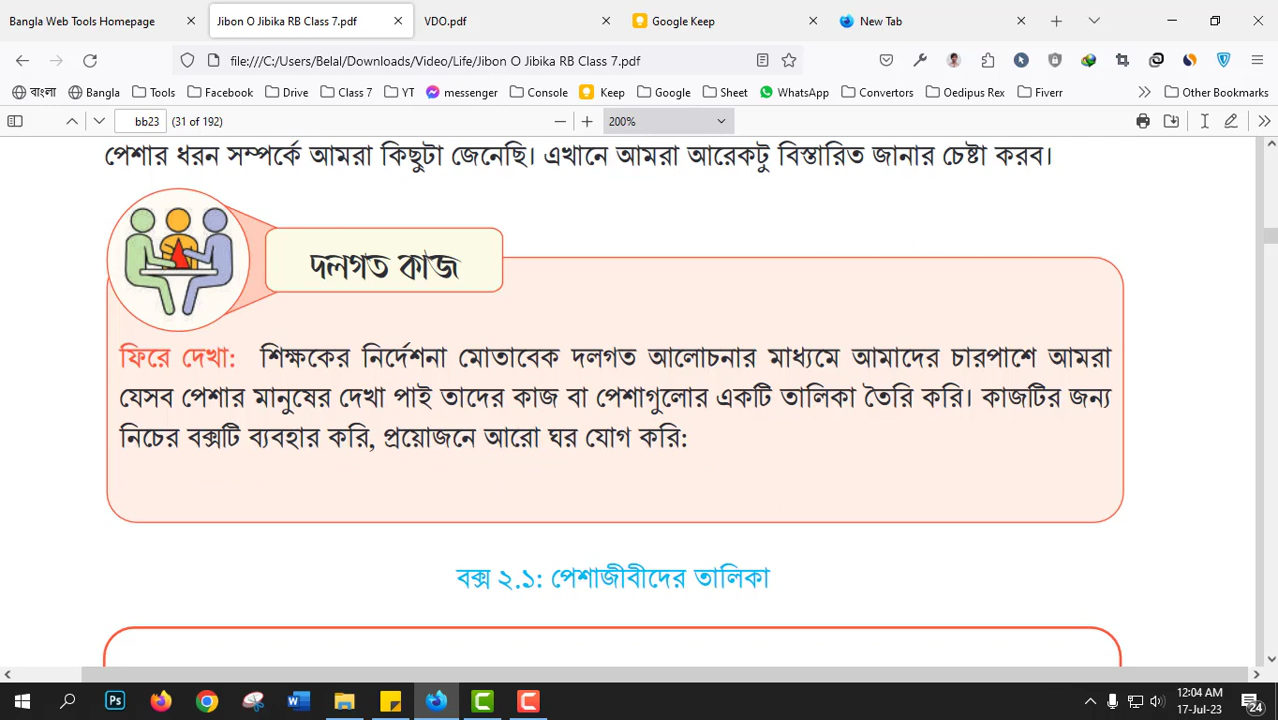 Bangla Web Tools Homepage
Jibon O Jibika RB Class 7.pdf
VDO.pdf
Google Keep
New Tab
file:///C:/Users/Belal/Downloads/Video/Life/Jibon O Jibika RB Class 7.pdf
বাংলা
Bangla
Tools
Facebook
Drive
Class 7
YT
messenger
Console
Keep
Google
Sheet
WhatsApp
Convertors
Oedipus Rex
Fiverr
Other Bookmarks
bb23
(31 of 192)
200%
পেশার ধরন সম্পর্কে আমরা কিছুটা জেনেছি। এখানে আমরা আরেকটু বিস্তারিত জানার চেষ্টা করব।
দলগত কাজ
ফিরে দেখা: শিক্ষকের নির্দেশনা মোতাবেক দলগত আলোচনার মাধ্যমে আমাদের চারপাশে আমরা
যেসব পেশার মানুষের দেখা পাই তাদের কাজ বা পেশাগুলোর একটি তালিকা তৈরি করি। কাজটির জন্য
নিচের বক্সটি ব্যবহার করি, প্রয়োজনে আরো ঘর যোগ করি:
বক্স ২.১: পেশাজীবীদের তালিকা
Ps
W
C
C
12:04 AM
17-Jul-23
24